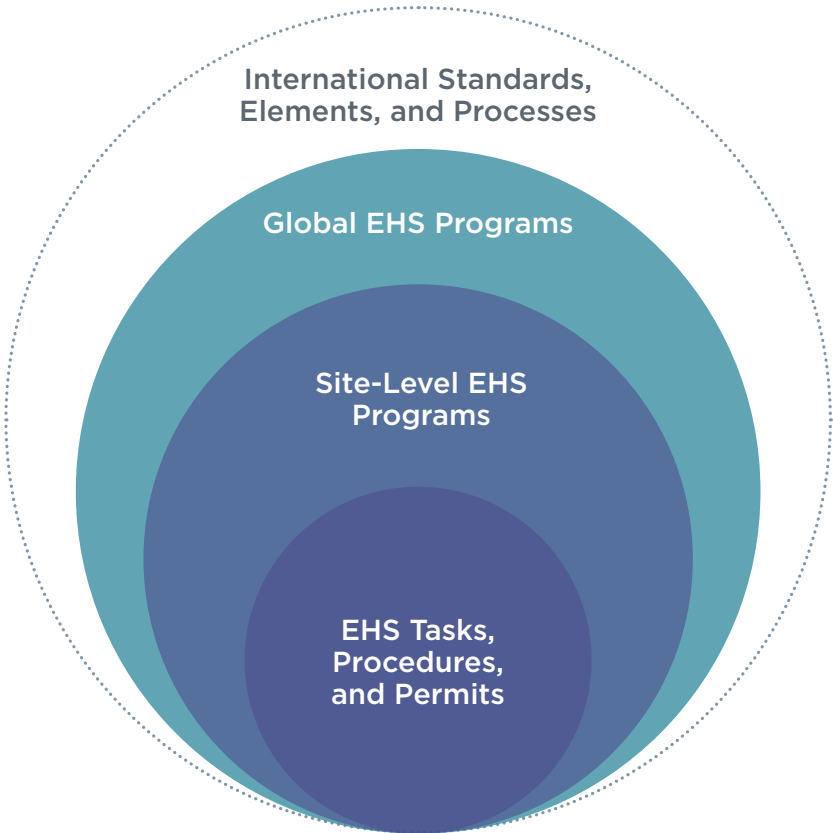 International Standards,
Elements, and Processes
Global EHS Programs
Site-Level EHS
Programs
EHS Tasks,
Procedures,
and Permits